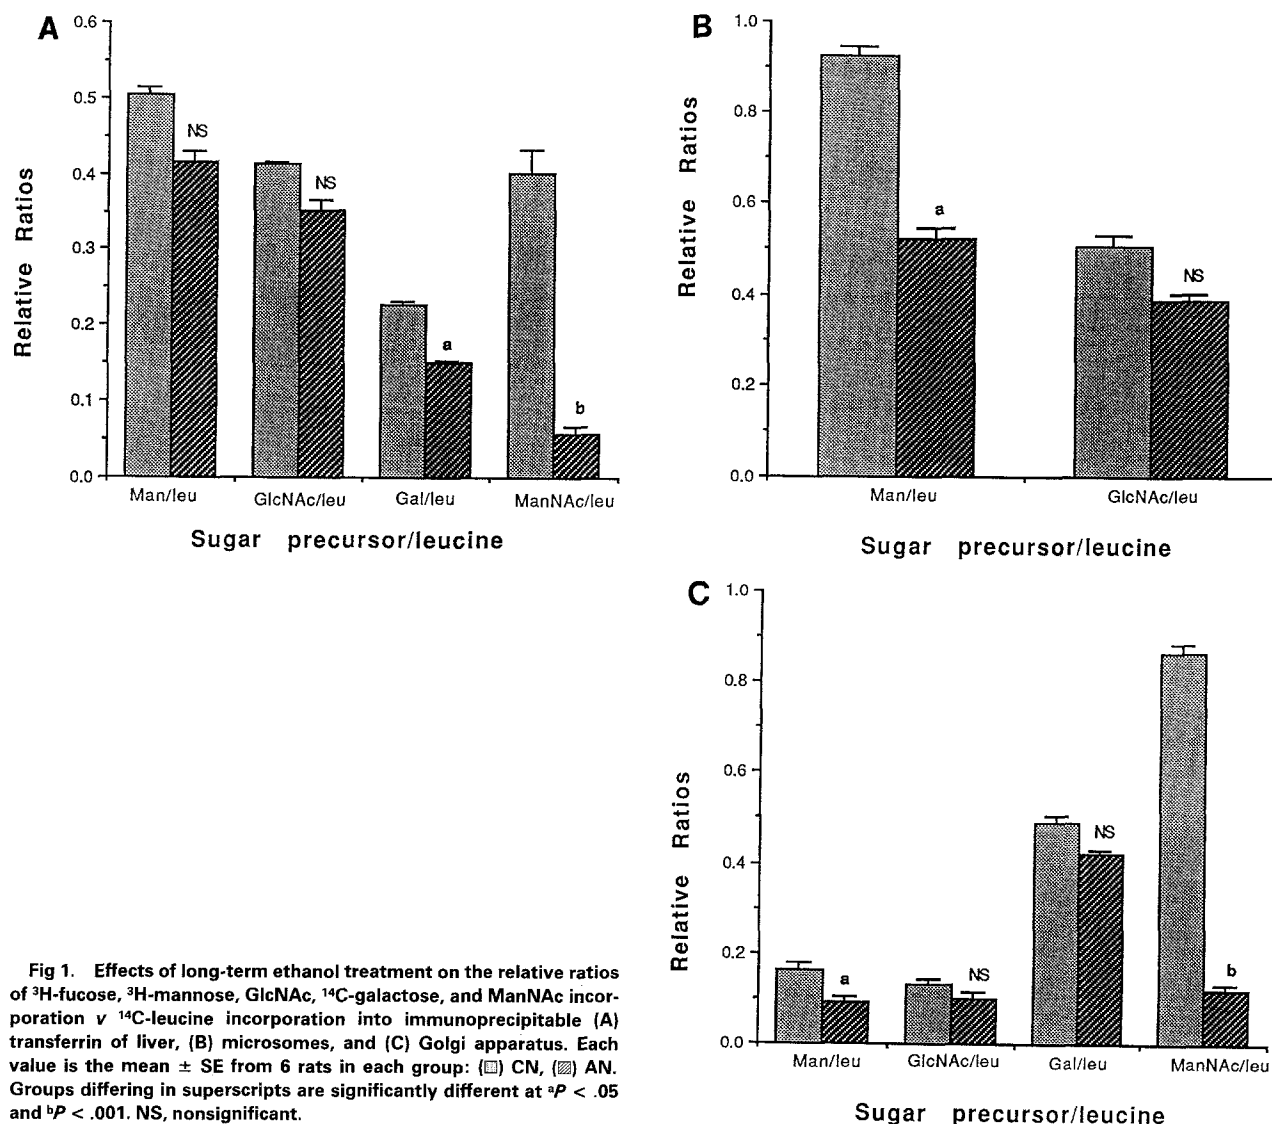 A
0.6
0.5
0.4
0.3
0.2
0.1
0.0
Relative Ratios
NS
NS
a
b
Man/leu GlcNAc/leu Gal/leu ManNAc/leu
Sugar precursor/leucine
B
1.0
0.8
0.6
0.4
0.2
0.0
Relative Ratios
a
NS
Man/leu GlcNAc/leu
Sugar precursor/leucine
C
1.0
0.8
0.6
0.4
0.2
0.0
Relative Ratios
a
NS
NS
b
Man/leu GlcNAc/leu Gal/leu ManNAc/leu
Sugar precursor/leucine
Fig 1. Effects of long-term ethanol treatment on the relative ratios
of ³H-fucose, ³H-mannose, GlcNAc, ¹⁴C-galactose, and ManNAc incor-
poration v ¹⁴C-leucine incorporation into immunoprecipitable (A)
transferrin of liver, (B) microsomes, and (C) Golgi apparatus. Each
value is the mean ± SE from 6 rats in each group: (▒) CN, (▨) AN.
Groups differing in superscripts are significantly different at ᵃP < .05
and ᵇP < .001. NS, nonsignificant.